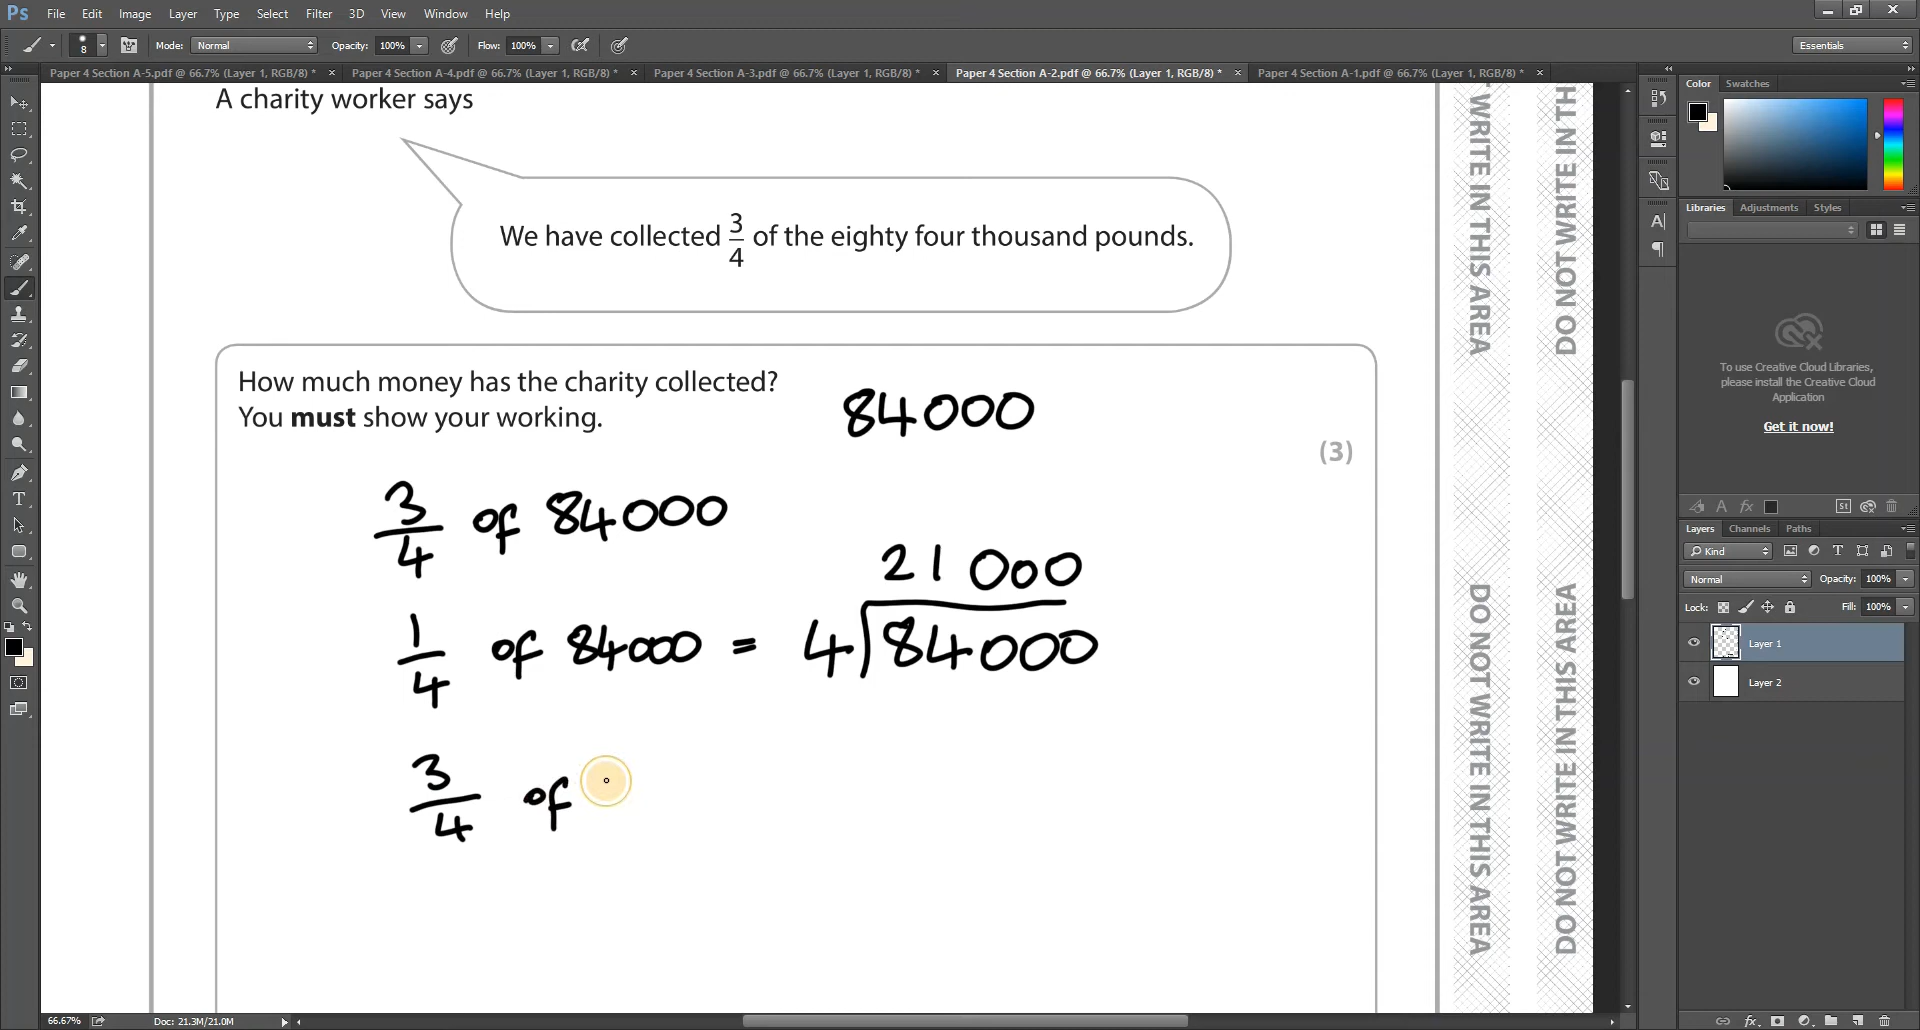 Ps File Edit Image Layer Type Select Filter 3D View Window Help
8 Mode: Normal Opacity: 100% Flow: 100% Essentials
Paper 4 Section A-5.pdf @ 66.7% (Layer 1, RGB/8) * × Paper 4 Section A-4.pdf @ 66.7% (Layer 1, RGB/8) * × Paper 4 Section A-3.pdf @ 66.7% (Layer 1, RGB/8) * × Paper 4 Section A-2.pdf @ 66.7% (Layer 1, RGB/8) * × Paper 4 Section A-1.pdf @ 66.7% (Layer 1, RGB/8) * ×
A charity worker says
We have collected 3/4 of the eighty four thousand pounds.
How much money has the charity collected?
You must show your working.
84000
(3)
3/4 of 84000
21 000
1/4 of 84000 = 4)84000
3/4 of
WRITE IN THIS AREA
DO NOT WRITE IN TH
DO NOT WRITE IN THIS AREA
DO NOT WRITE IN THIS AREA
Color Swatches
Libraries Adjustments Styles
To use Creative Cloud Libraries,
please install the Creative Cloud
Application
Get it now!
St
Layers Channels Paths
Kind
Normal Opacity: 100%
Lock: Fill: 100%
Layer 1
Layer 2
66.67% Doc: 21.3M/21.0M